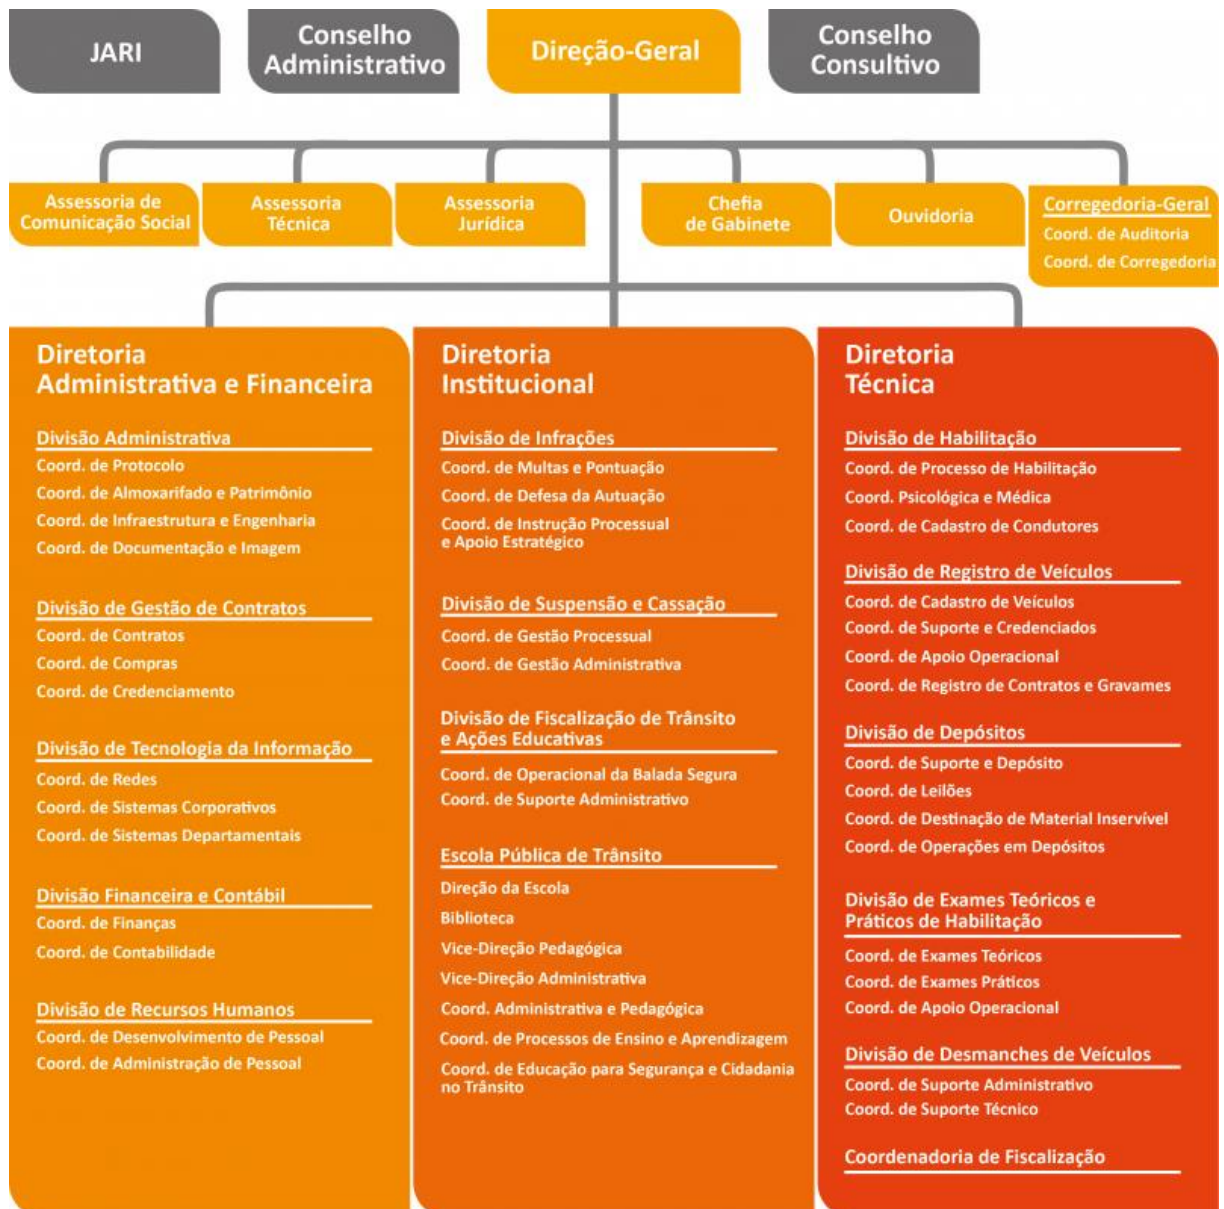 JARI
Conselho
Administrativo
Direção-Geral
Conselho
Consultivo
Assessoria de
Comunicação Social
Assessoria
Técnica
Assessoria
Jurídica
Chefia
de Gabinete
Ouvidoria
Corregedoria-Geral
Coord. de Auditoria
Coord. de Corregedoria
Diretoria
Administrativa e Financeira
Divisão Administrativa
Coord. de Protocolo
Coord. de Almoxarifado e Patrimônio
Coord. de Infraestrutura e Engenharia
Coord. de Documentação e Imagem
Divisão de Gestão de Contratos
Coord. de Contratos
Coord. de Compras
Coord. de Credenciamento
Divisão de Tecnologia da Informação
Coord. de Redes
Coord. de Sistemas Corporativos
Coord. de Sistemas Departamentais
Divisão Financeira e Contábil
Coord. de Finanças
Coord. de Contabilidade
Divisão de Recursos Humanos
Coord. de Desenvolvimento de Pessoal
Coord. de Administração de Pessoal
Diretoria
Institucional
Divisão de Infrações
Coord. de Multas e Pontuação
Coord. de Defesa da Autuação
Coord. de Instrução Processual
e Apoio Estratégico
Divisão de Suspensão e Cassação
Coord. de Gestão Processual
Coord. de Gestão Administrativa
Divisão de Fiscalização de Trânsito
e Ações Educativas
Coord. de Operacional da Balada Segura
Coord. de Suporte Administrativo
Escola Pública de Trânsito
Direção da Escola
Biblioteca
Vice-Direção Pedagógica
Vice-Direção Administrativa
Coord. Administrativa e Pedagógica
Coord. de Processos de Ensino e Aprendizagem
Coord. de Educação para Segurança e Cidadania
no Trânsito
Diretoria
Técnica
Divisão de Habilitação
Coord. de Processo de Habilitação
Coord. Psicológica e Médica
Coord. de Cadastro de Condutores
Divisão de Registro de Veículos
Coord. de Cadastro de Veículos
Coord. de Suporte e Credenciados
Coord. de Apoio Operacional
Coord. de Registro de Contratos e Gravames
Divisão de Depósitos
Coord. de Suporte e Depósito
Coord. de Leilões
Coord. de Destinação de Material Inservível
Coord. de Operações em Depósitos
Divisão de Exames Teóricos e
Práticos de Habilitação
Coord. de Exames Teóricos
Coord. de Exames Práticos
Coord. de Apoio Operacional
Divisão de Desmanches de Veículos
Coord. de Suporte Administrativo
Coord. de Suporte Técnico
Coordenadoria de Fiscalização